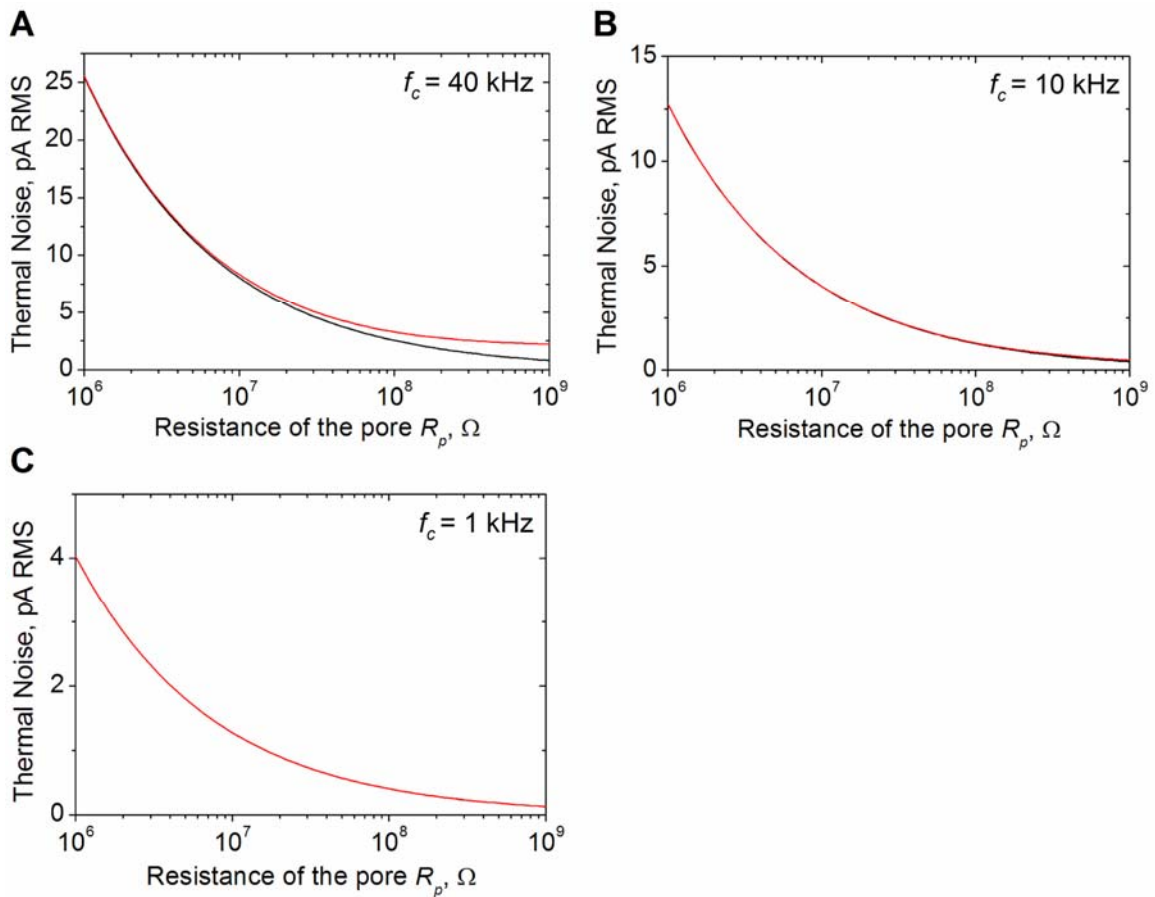 A
Thermal Noise, pA RMS
25
20
15
10
5
0
f_c = 40 kHz
10^6 10^7 10^8 10^9
Resistance of the pore R_p, Ω
B
Thermal Noise, pA RMS
15
10
5
0
f_c = 10 kHz
10^6 10^7 10^8 10^9
Resistance of the pore R_p, Ω
C
Thermal Noise, pA RMS
4
2
0
f_c = 1 kHz
10^6 10^7 10^8 10^9
Resistance of the pore R_p, Ω